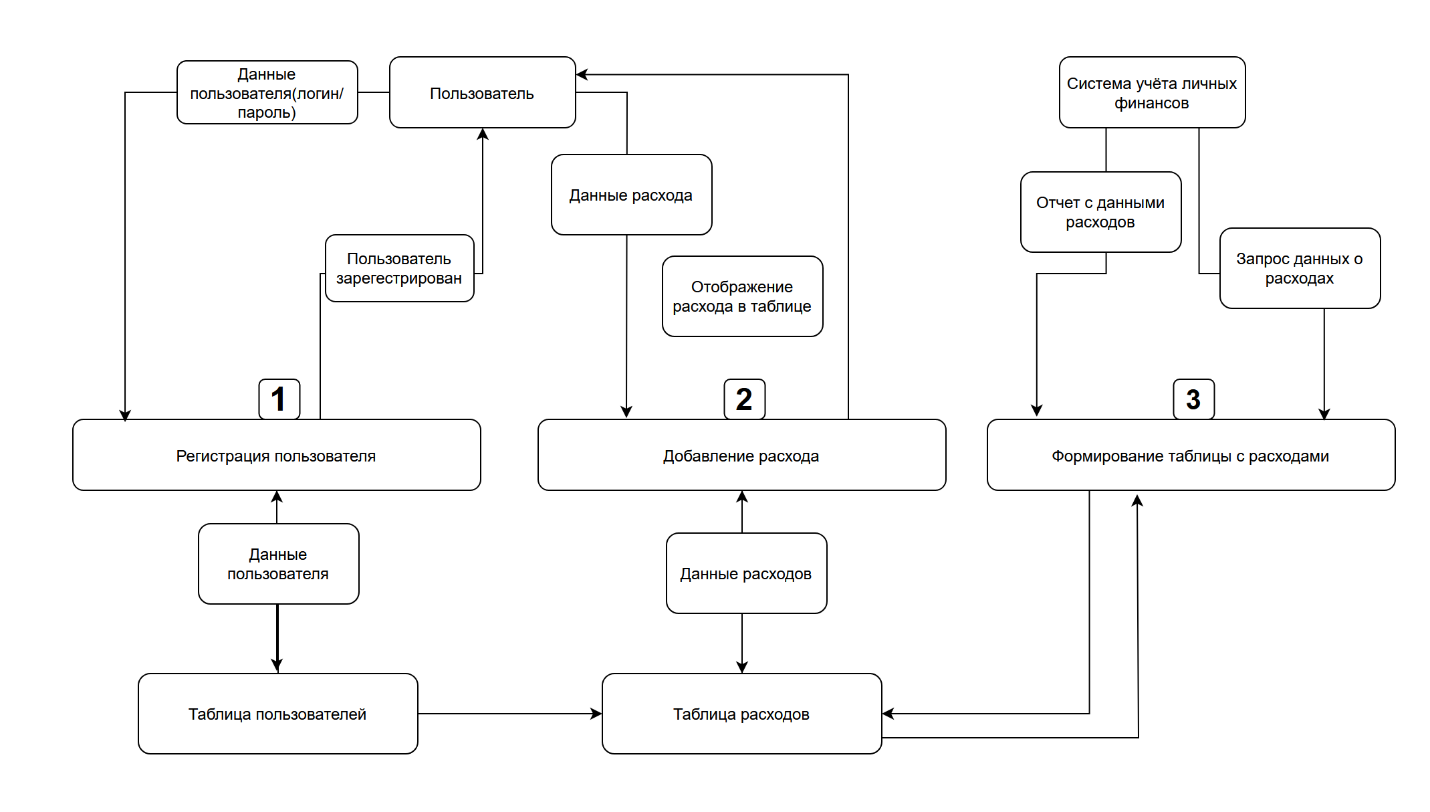 Данные
пользователя(логин/
пароль)
Пользователь
Система учёта личных
финансов
Данные расхода
Отчет с данными
расходов
Пользователь
зарегестрирован
Отображение
расхода в таблице
Запрос данных о
расходах
1
2
3
Регистрация пользователя
Добавление расхода
Формирование таблицы с расходами
Данные
пользователя
Данные расходов
Таблица пользователей
Таблица расходов